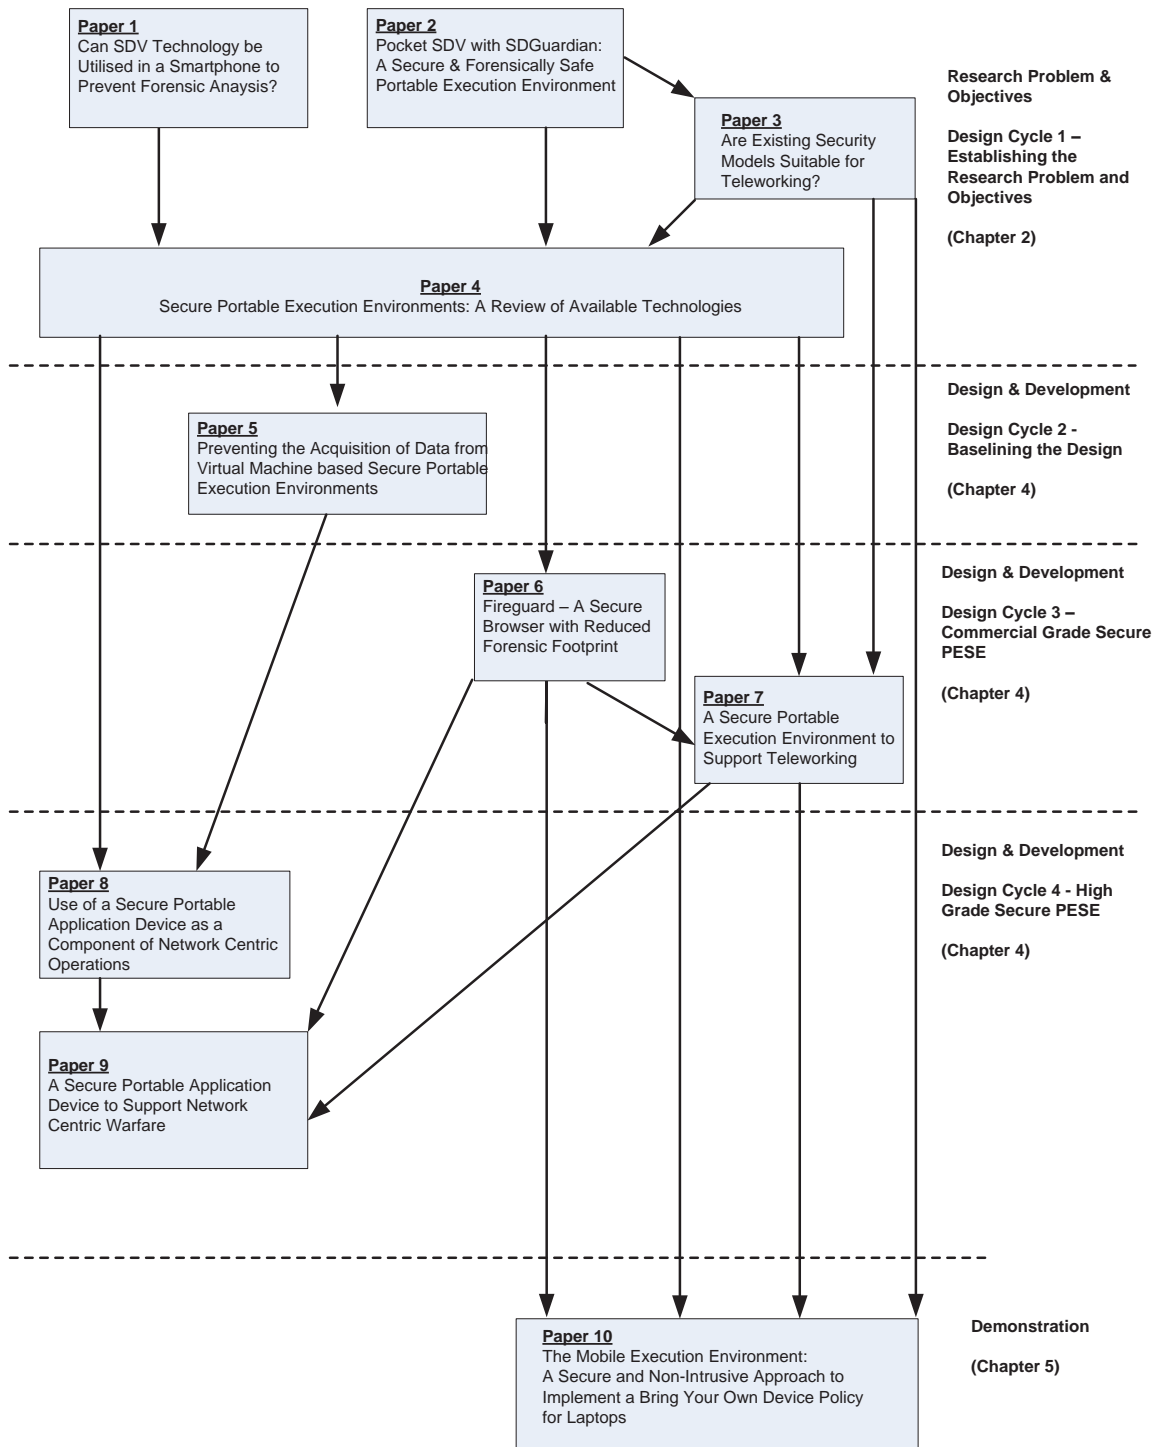 Paper 1
Can SDV Technology be
Utilised in a Smartphone to
Prevent Forensic Anaysis?
Paper 2
Pocket SDV with SDGuardian:
A Secure & Forensically Safe
Portable Execution Environment
Paper 3
Are Existing Security
Models Suitable for
Teleworking?
Research Problem &
Objectives
Design Cycle 1 –
Establishing the
Research Problem and
Objectives
(Chapter 2)
Paper 4
Secure Portable Execution Environments: A Review of Available Technologies
Paper 5
Preventing the Acquisition of Data from
Virtual Machine based Secure Portable
Execution Environments
Design & Development
Design Cycle 2 -
Baselining the Design
(Chapter 4)
Paper 6
Fireguard – A Secure
Browser with Reduced
Forensic Footprint
Paper 7
A Secure Portable
Execution Environment to
Support Teleworking
Design & Development
Design Cycle 3 –
Commercial Grade Secure
PESE
(Chapter 4)
Paper 8
Use of a Secure Portable
Application Device as a
Component of Network Centric
Operations
Paper 9
A Secure Portable Application
Device to Support Network
Centric Warfare
Design & Development
Design Cycle 4 - High
Grade Secure PESE
(Chapter 4)
Paper 10
The Mobile Execution Environment:
A Secure and Non-Intrusive Approach to
Implement a Bring Your Own Device Policy
for Laptops
Demonstration
(Chapter 5)